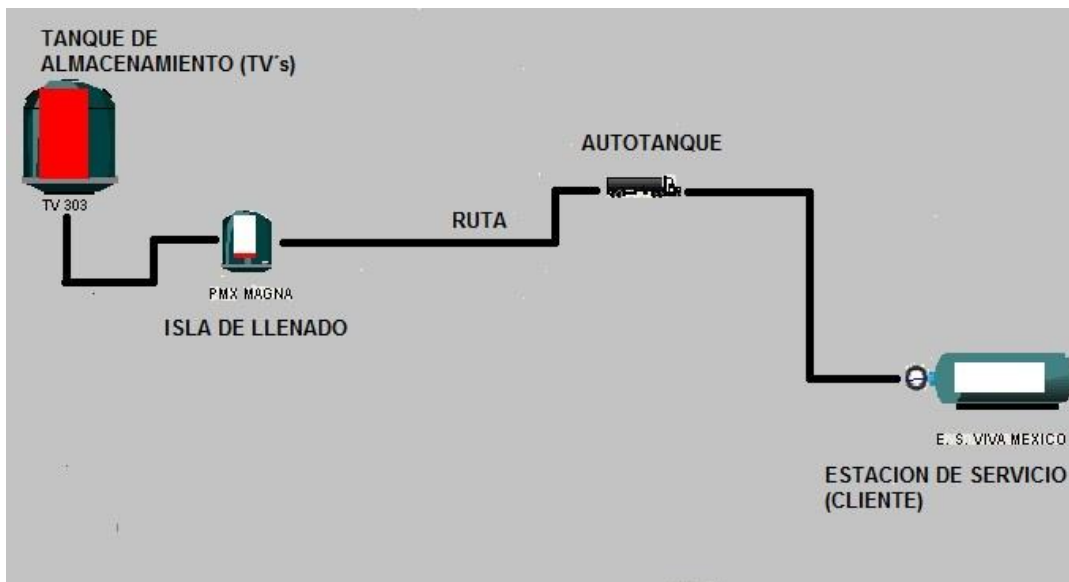 TANQUE DE
ALMACENAMIENTO (TV´s)
TV 303
AUTOTANQUE
RUTA
PMX MAGNA
ISLA DE LLENADO
E. S. VIVA MEXICO
ESTACION DE SERVICIO
(CLIENTE)